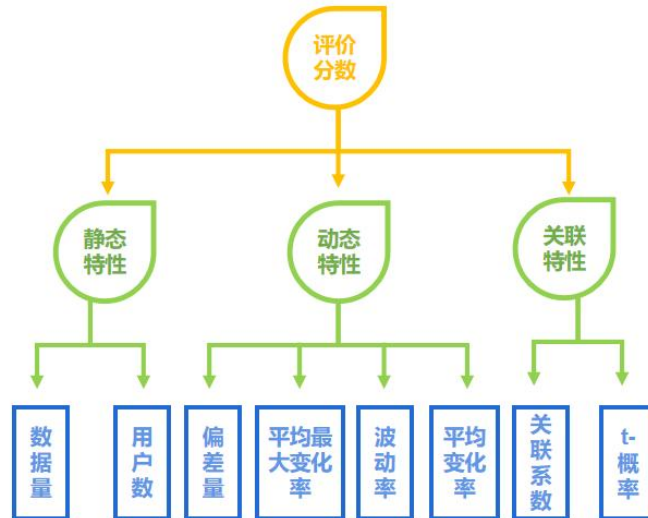 评价
分数
静态
特性
动态
特性
关联
特性
数
据
量
用
户
数
偏
差
量
平均最
大变化
率
波
动
率
平均
变化
率
关
联
系
数
t-
概
率